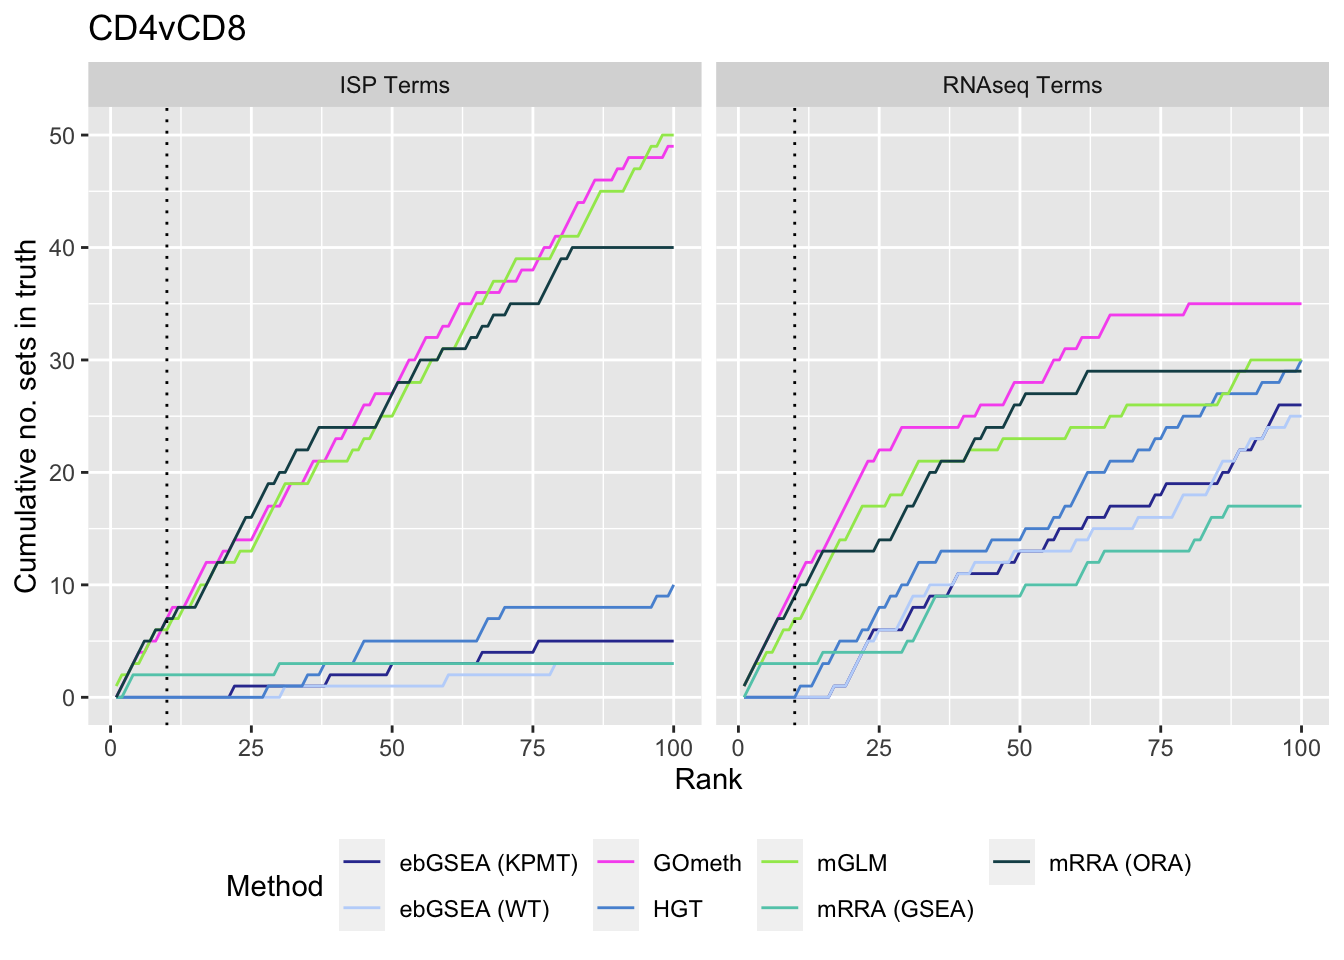 CD4vCD8
ISP Terms
RNAseq Terms
Cumulative no. sets in truth
50
40
30
20
10
0
0 25 50 75 100
0 25 50 75 100
Rank
Method
ebGSEA (KPMT) GOmeth mGLM mRRA (ORA)
ebGSEA (WT) HGT mRRA (GSEA)